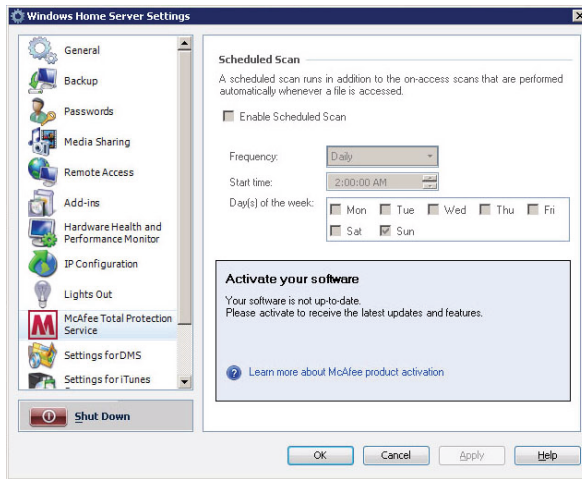 Windows Home Server Settings
General
Backup
Passwords
Media Sharing
Remote Access
Add-ins
Hardware Health and
Performance Monitor
IP Configuration
Lights Out
McAfee Total Protection
Service
Settings for DMS
Settings for iTunes
Shut Down
Scheduled Scan
A scheduled scan runs in addition to the on-access scans that are performed
automatically whenever a file is accessed.
Enable Scheduled Scan
Frequency: Daily
Start time: 2:00:00 AM
Day(s) of the week: Mon Tue Wed Thu Fri
Sat Sun
Activate your software
Your software is not up-to-date.
Please activate to receive the latest updates and features.
Learn more about McAfee product activation
OK Cancel Apply Help